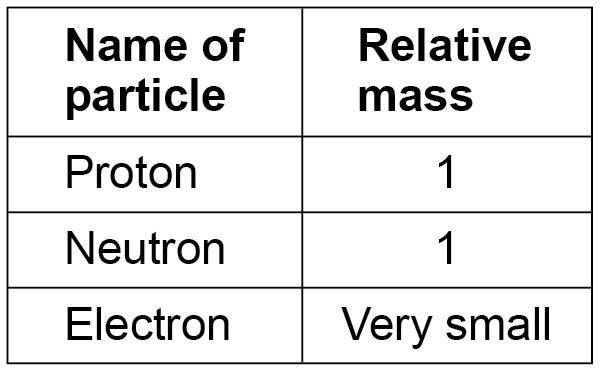 Name of particle Relative mass
Proton 1
Neutron 1
Electron Very small